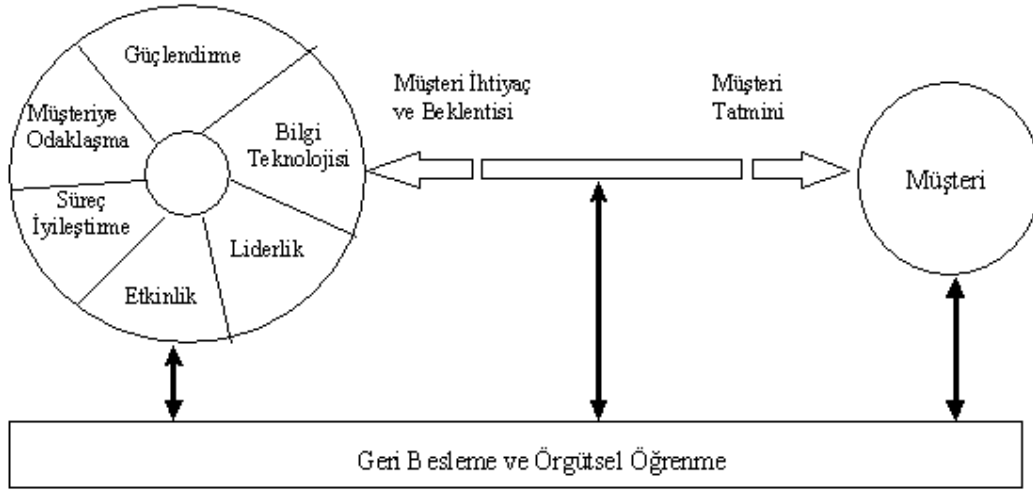 Güçlendirme
Müşteriye
Odaklaşma
Bilgi
Teknolojisi
Süreç
İyileştirme
Liderlik
Etkinlik
Müşteri İhtiyaç
ve Beklentisi
Müşteri
Tatmini
Müşteri
Geri Besleme ve Örgütsel Öğrenme